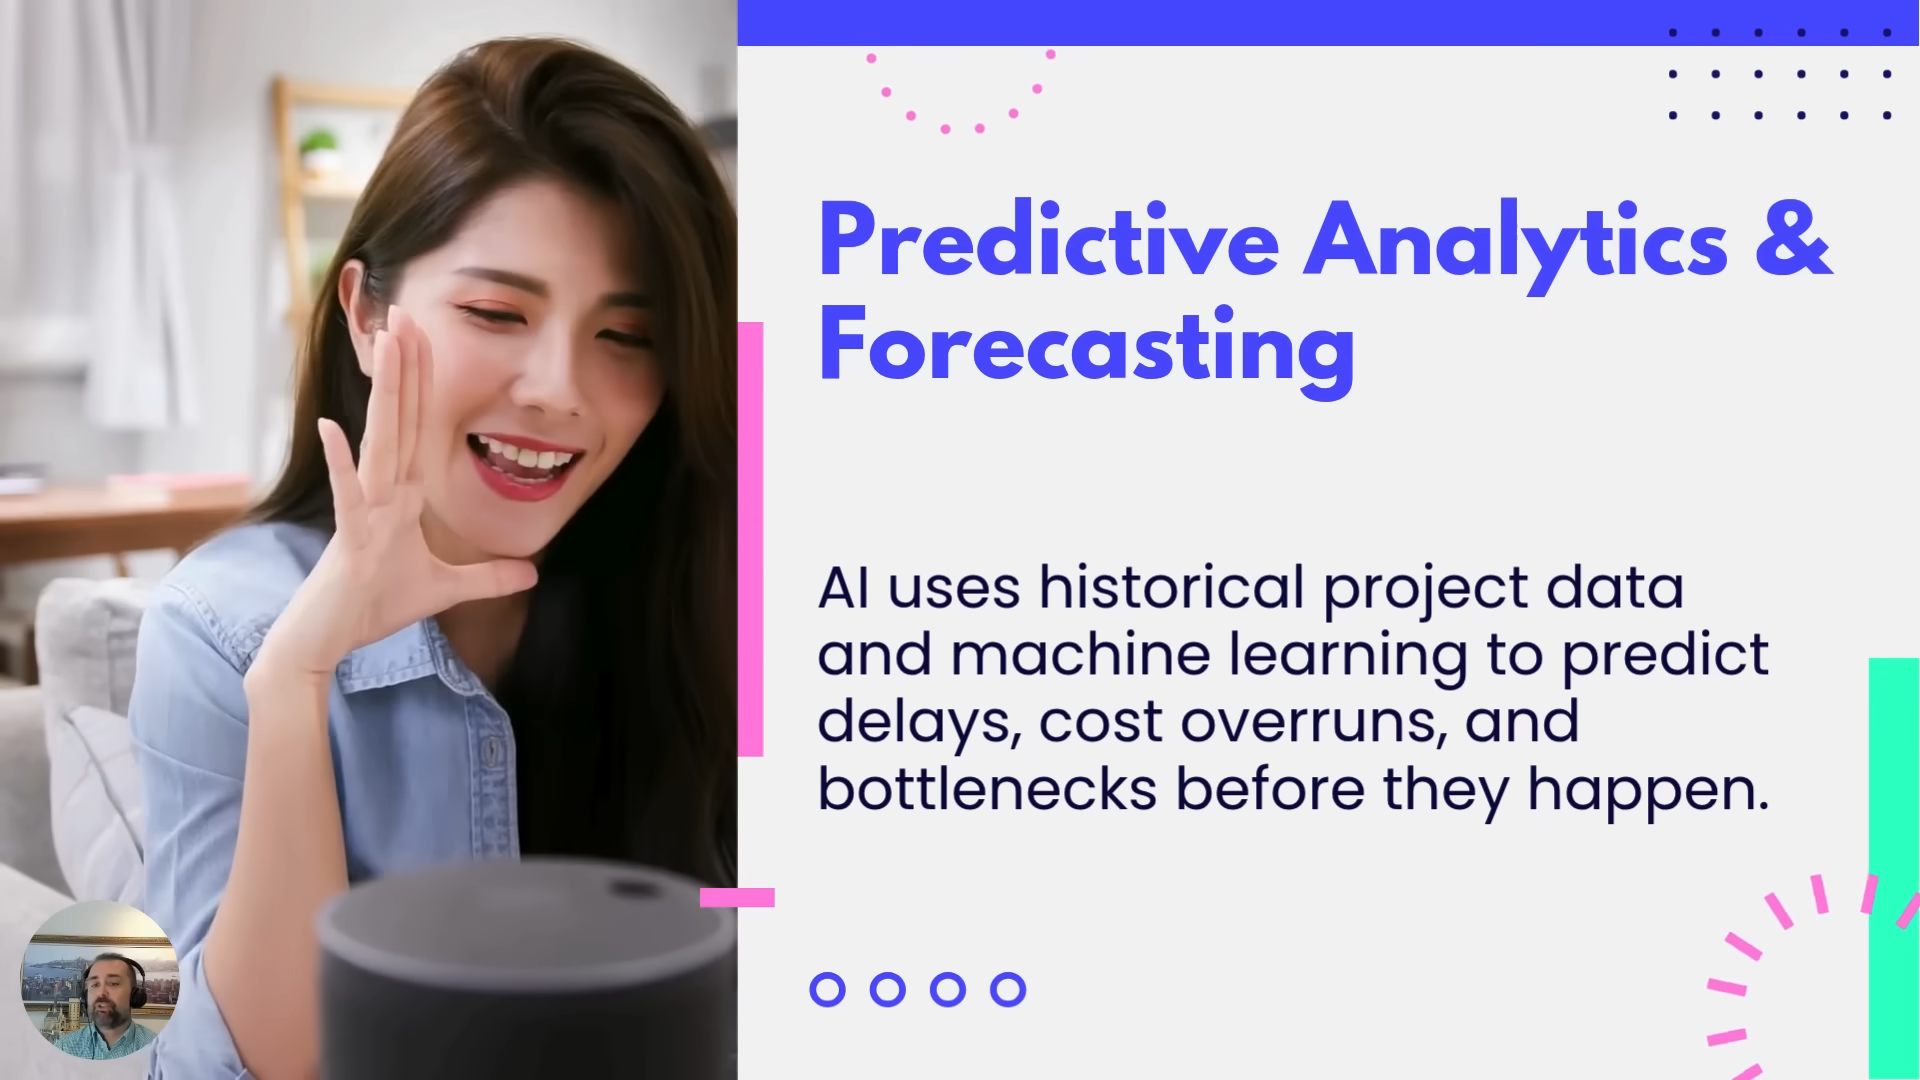 Predictive Analytics &
Forecasting
AI uses historical project data
and machine learning to predict
delays, cost overruns, and
bottlenecks before they happen.